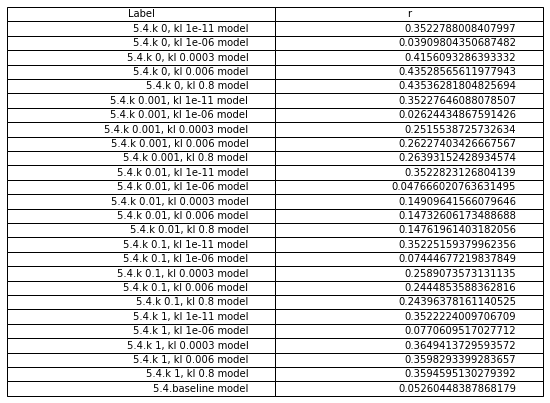 Label r
5.4.k 0, kl 1e-11 model 0.3522788008407997
5.4.k 0, kl 1e-06 model 0.03909804350687482
5.4.k 0, kl 0.0003 model 0.4156093286393332
5.4.k 0, kl 0.006 model 0.43528565611977943
5.4.k 0, kl 0.8 model 0.43536281804825694
5.4.k 0.001, kl 1e-11 model 0.35227646088078507
5.4.k 0.001, kl 1e-06 model 0.02624434867591426
5.4.k 0.001, kl 0.0003 model 0.2515538725732634
5.4.k 0.001, kl 0.006 model 0.26227403426667567
5.4.k 0.001, kl 0.8 model 0.26393152428934574
5.4.k 0.01, kl 1e-11 model 0.3522823126804139
5.4.k 0.01, kl 1e-06 model 0.047666020763631495
5.4.k 0.01, kl 0.0003 model 0.14909641566079646
5.4.k 0.01, kl 0.006 model 0.14732606173488688
5.4.k 0.01, kl 0.8 model 0.14761961403182056
5.4.k 0.1, kl 1e-11 model 0.35225159379962356
5.4.k 0.1, kl 1e-06 model 0.07444677219837849
5.4.k 0.1, kl 0.0003 model 0.2589073573131135
5.4.k 0.1, kl 0.006 model 0.2444853588362816
5.4.k 0.1, kl 0.8 model 0.24396378161140525
5.4.k 1, kl 1e-11 model 0.3522224009706709
5.4.k 1, kl 1e-06 model 0.0770609517027712
5.4.k 1, kl 0.0003 model 0.3649413729593572
5.4.k 1, kl 0.006 model 0.3598293399283657
5.4.k 1, kl 0.8 model 0.3594595130279392
5.4.baseline model 0.05260448387868179